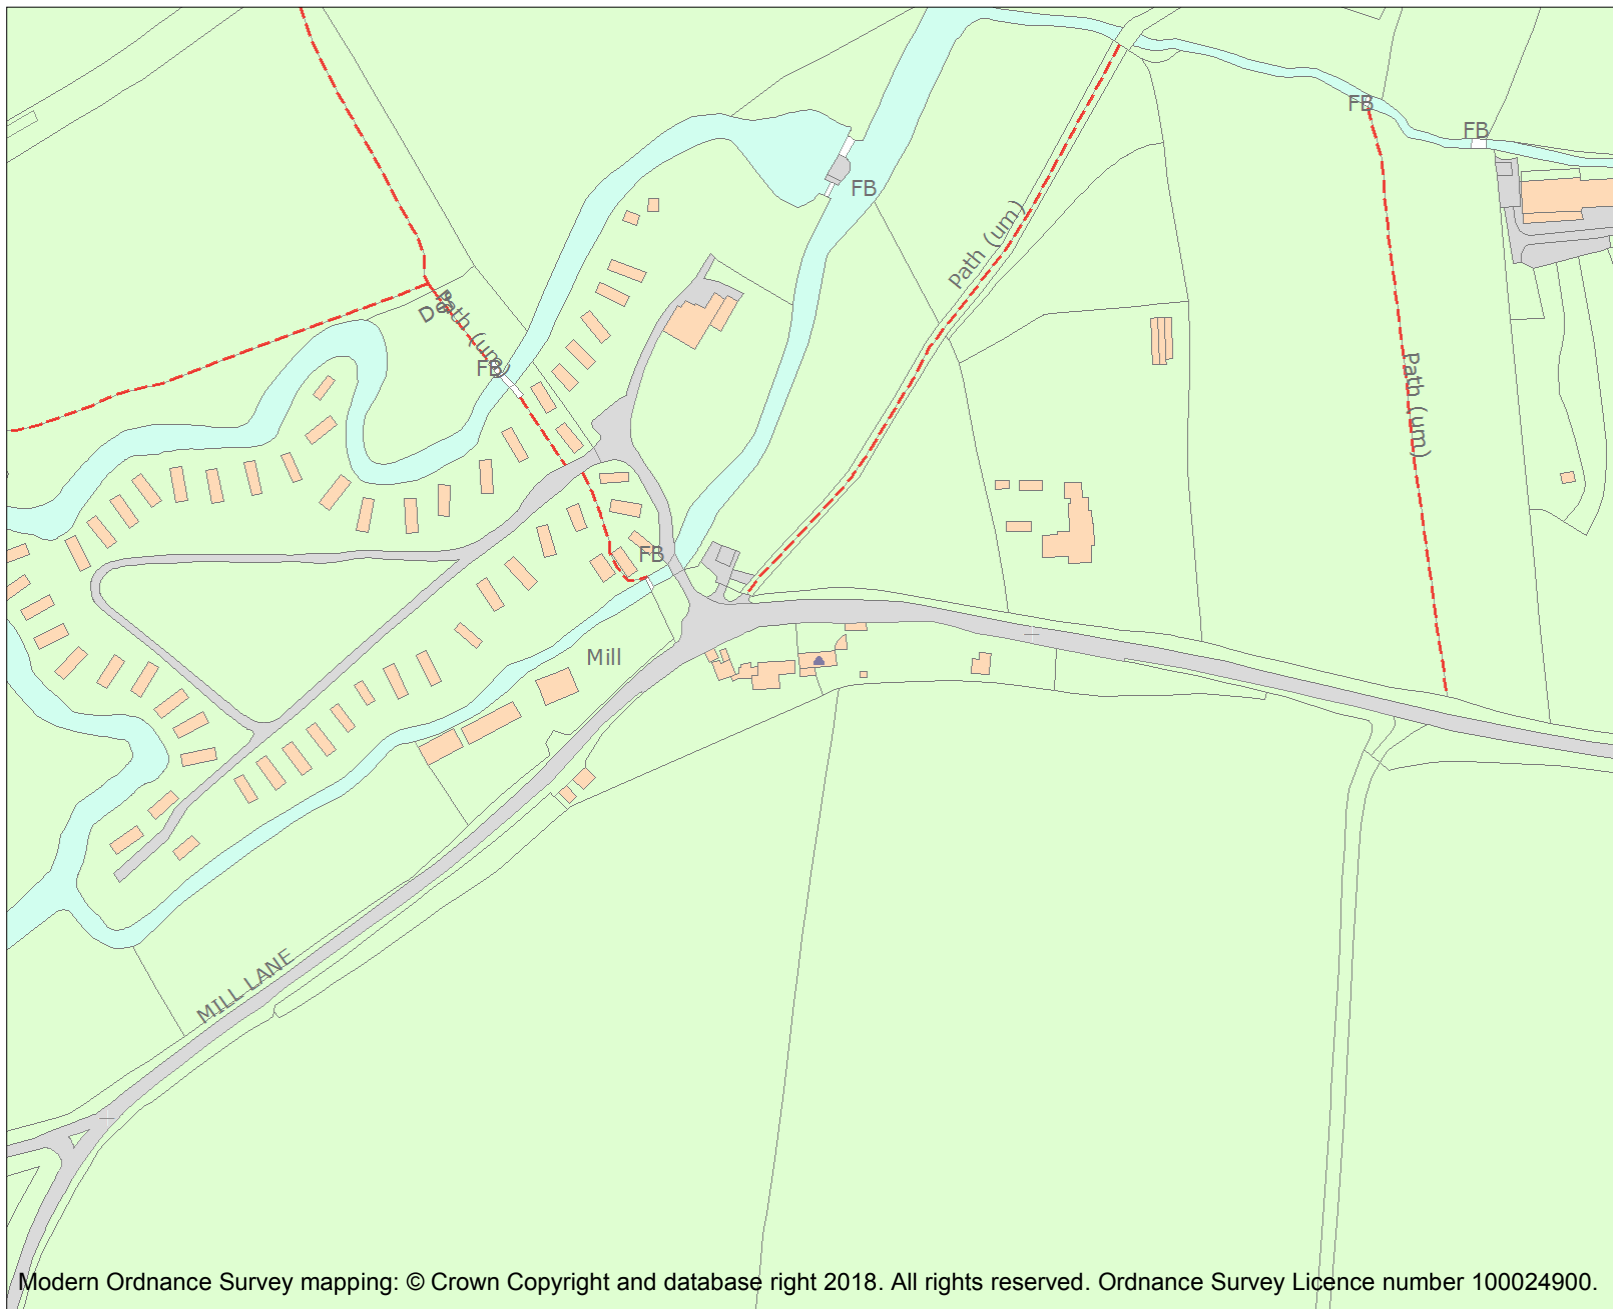 FB
FB
FB
Path (um)
Path (um)
FB
Path (um)
FB
Mill
MILL LANE
Modern Ordnance Survey mapping: © Crown Copyright and database right 2018. All rights reserved. Ordnance Survey Licence number 100024900.